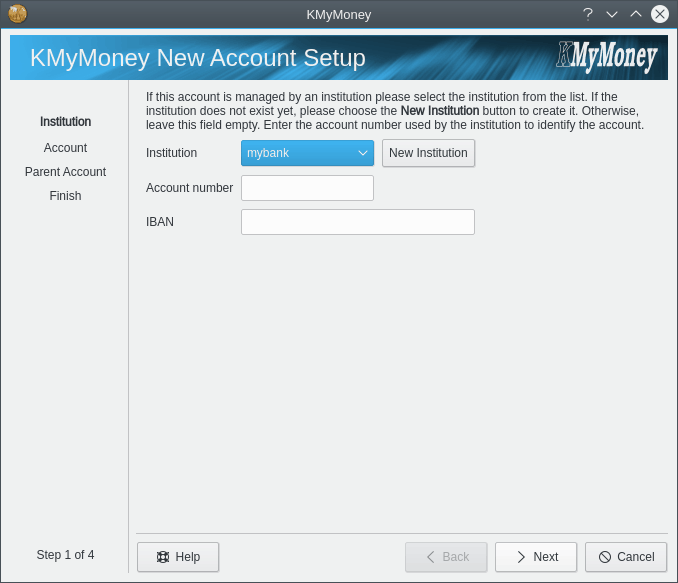 KMyMoney
KMyMoney New Account Setup
KMyMoney
Institution
Account
Parent Account
Finish
If this account is managed by an institution please select the institution from the list. If the
institution does not exist yet, please choose the New Institution button to create it. Otherwise,
leave this field empty. Enter the account number used by the institution to identify the account.
Institution
mybank
New Institution
Account number
IBAN
Step 1 of 4
Help
Back
Next
Cancel